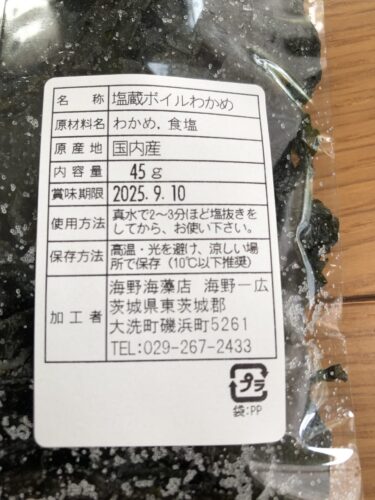 名称 塩蔵ボイルわかめ
原材料名 わかめ,食塩
原産地 国内産
内容量 45g
賞味期限 2025.9.10
使用方法 真水で2~3分ほど塩抜きを
してから、お使い下さい。
保存方法 高温・光を避け、涼しい場
所で保存(10℃以下推奨)
加工者 海野海藻店 海野一広
茨城県東茨城郡
大洗町磯浜町5261
TEL:029-267-2433
プラ
袋:PP